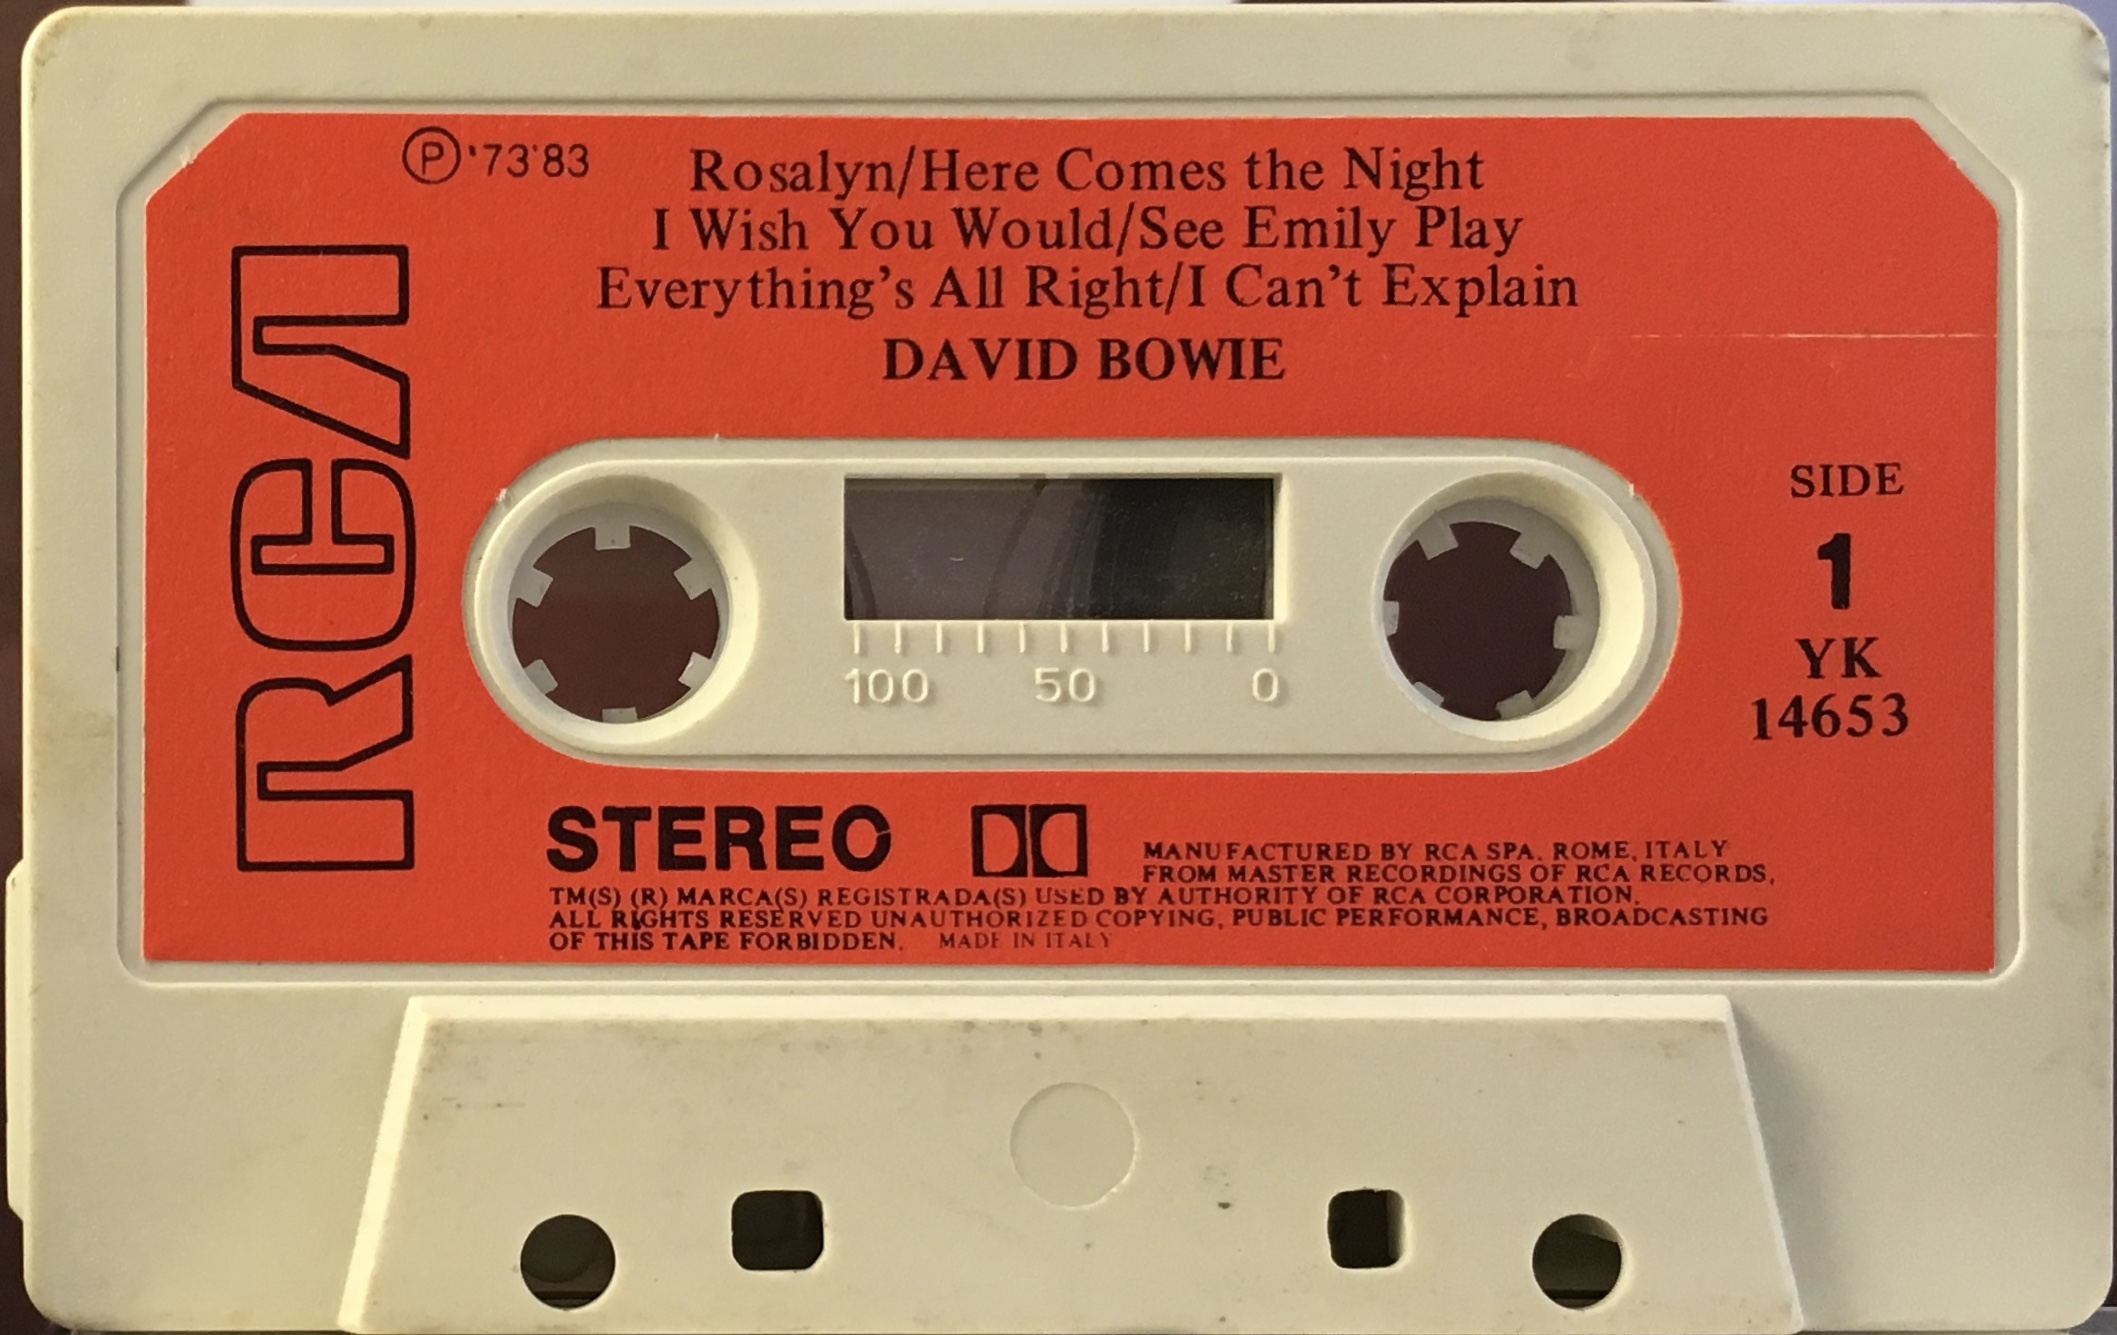 Ⓟ '73'83
Rosalyn/Here Comes the Night
I Wish You Would/See Emily Play
Everything's All Right/I Can't Explain
DAVID BOWIE
RCA
SIDE
1
YK
14653
100 50 0
STEREO
MANUFACTURED BY RCA SPA. ROME, ITALY
FROM MASTER RECORDINGS OF RCA RECORDS,
TM(S) (R) MARCA(S) REGISTRADA(S) USED BY AUTHORITY OF RCA CORPORATION.
ALL RIGHTS RESERVED UNAUTHORIZED COPYING, PUBLIC PERFORMANCE, BROADCASTING
OF THIS TAPE FORBIDDEN. MADE IN ITALY